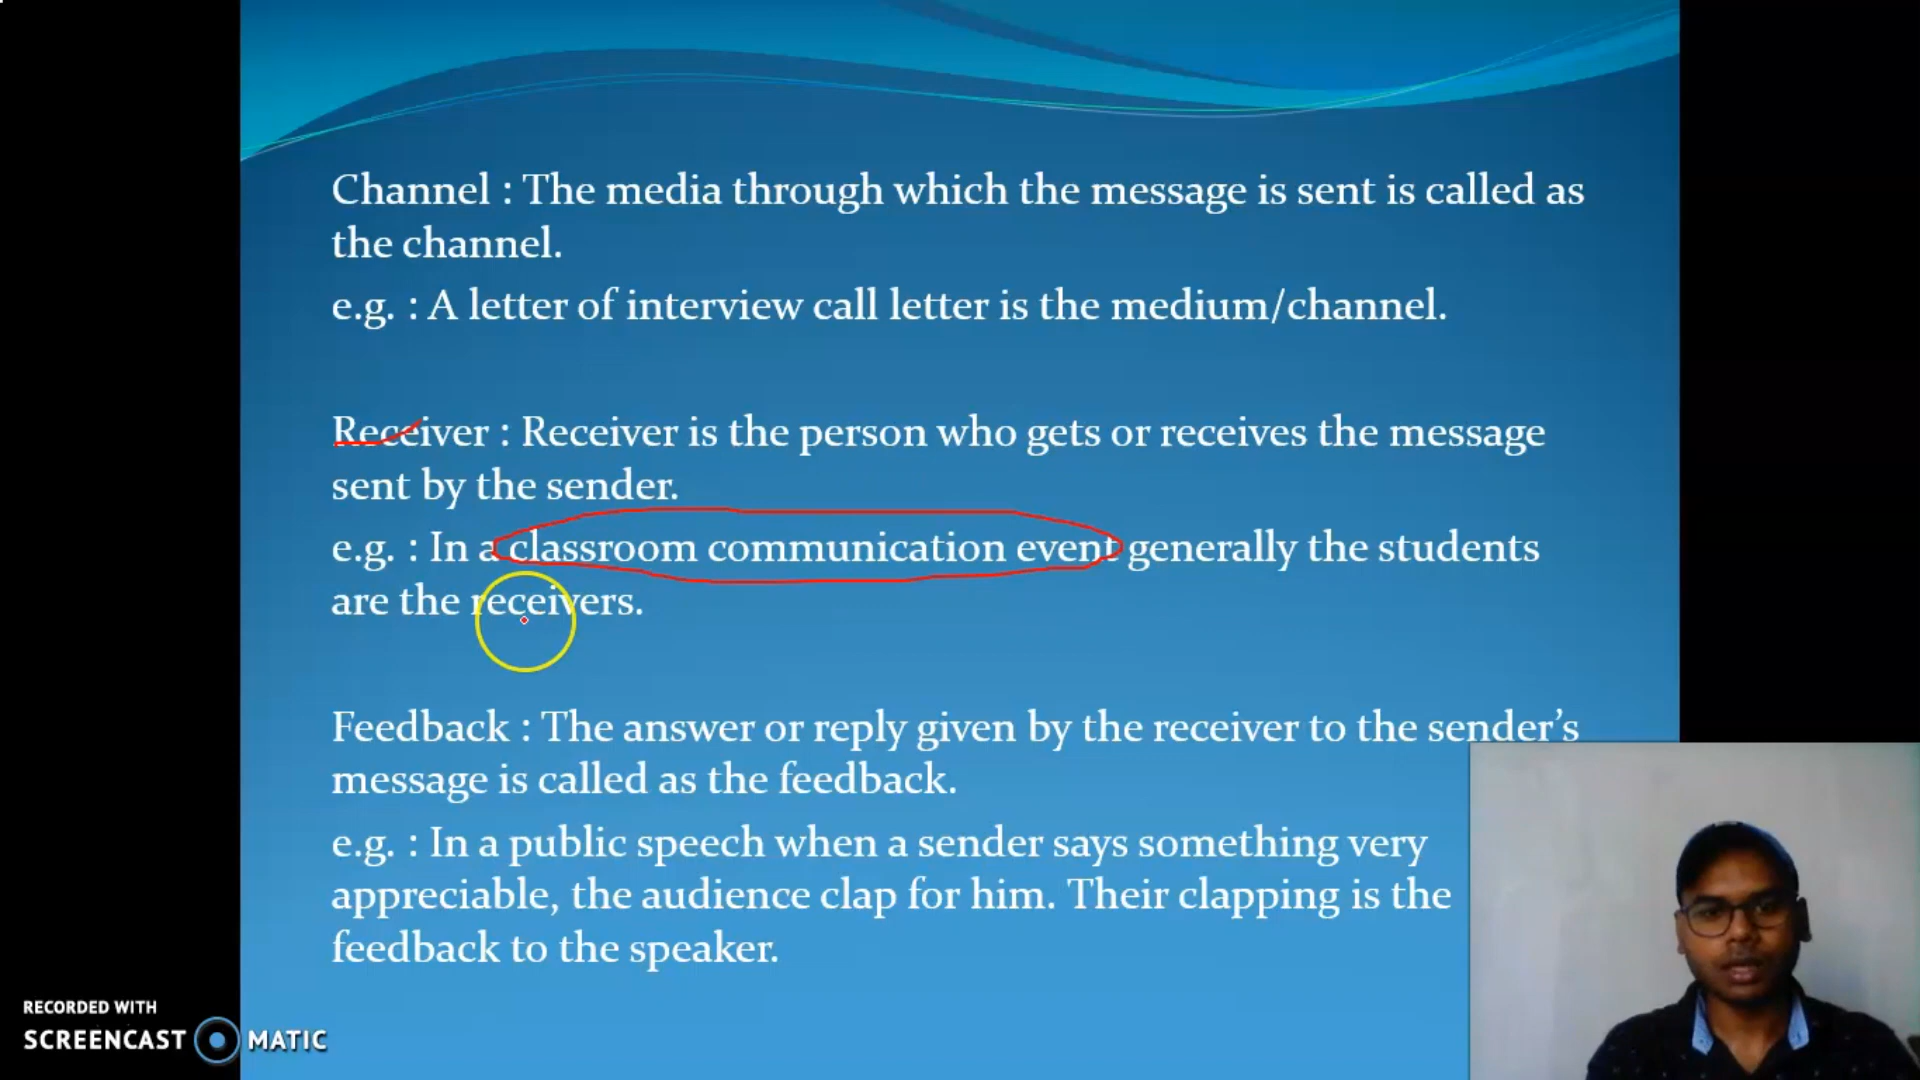 Channel : The media through which the message is sent is called as
the channel.
e.g. : A letter of interview call letter is the medium/channel.
Receiver : Receiver is the person who gets or receives the message
sent by the sender.
e.g. : In a classroom communication event generally the students
are the receivers.
Feedback : The answer or reply given by the receiver to the sender’s
message is called as the feedback.
e.g. : In a public speech when a sender says something very
appreciable, the audience clap for him. Their clapping is the
feedback to the speaker.
RECORDED WITH
SCREENCAST MATIC